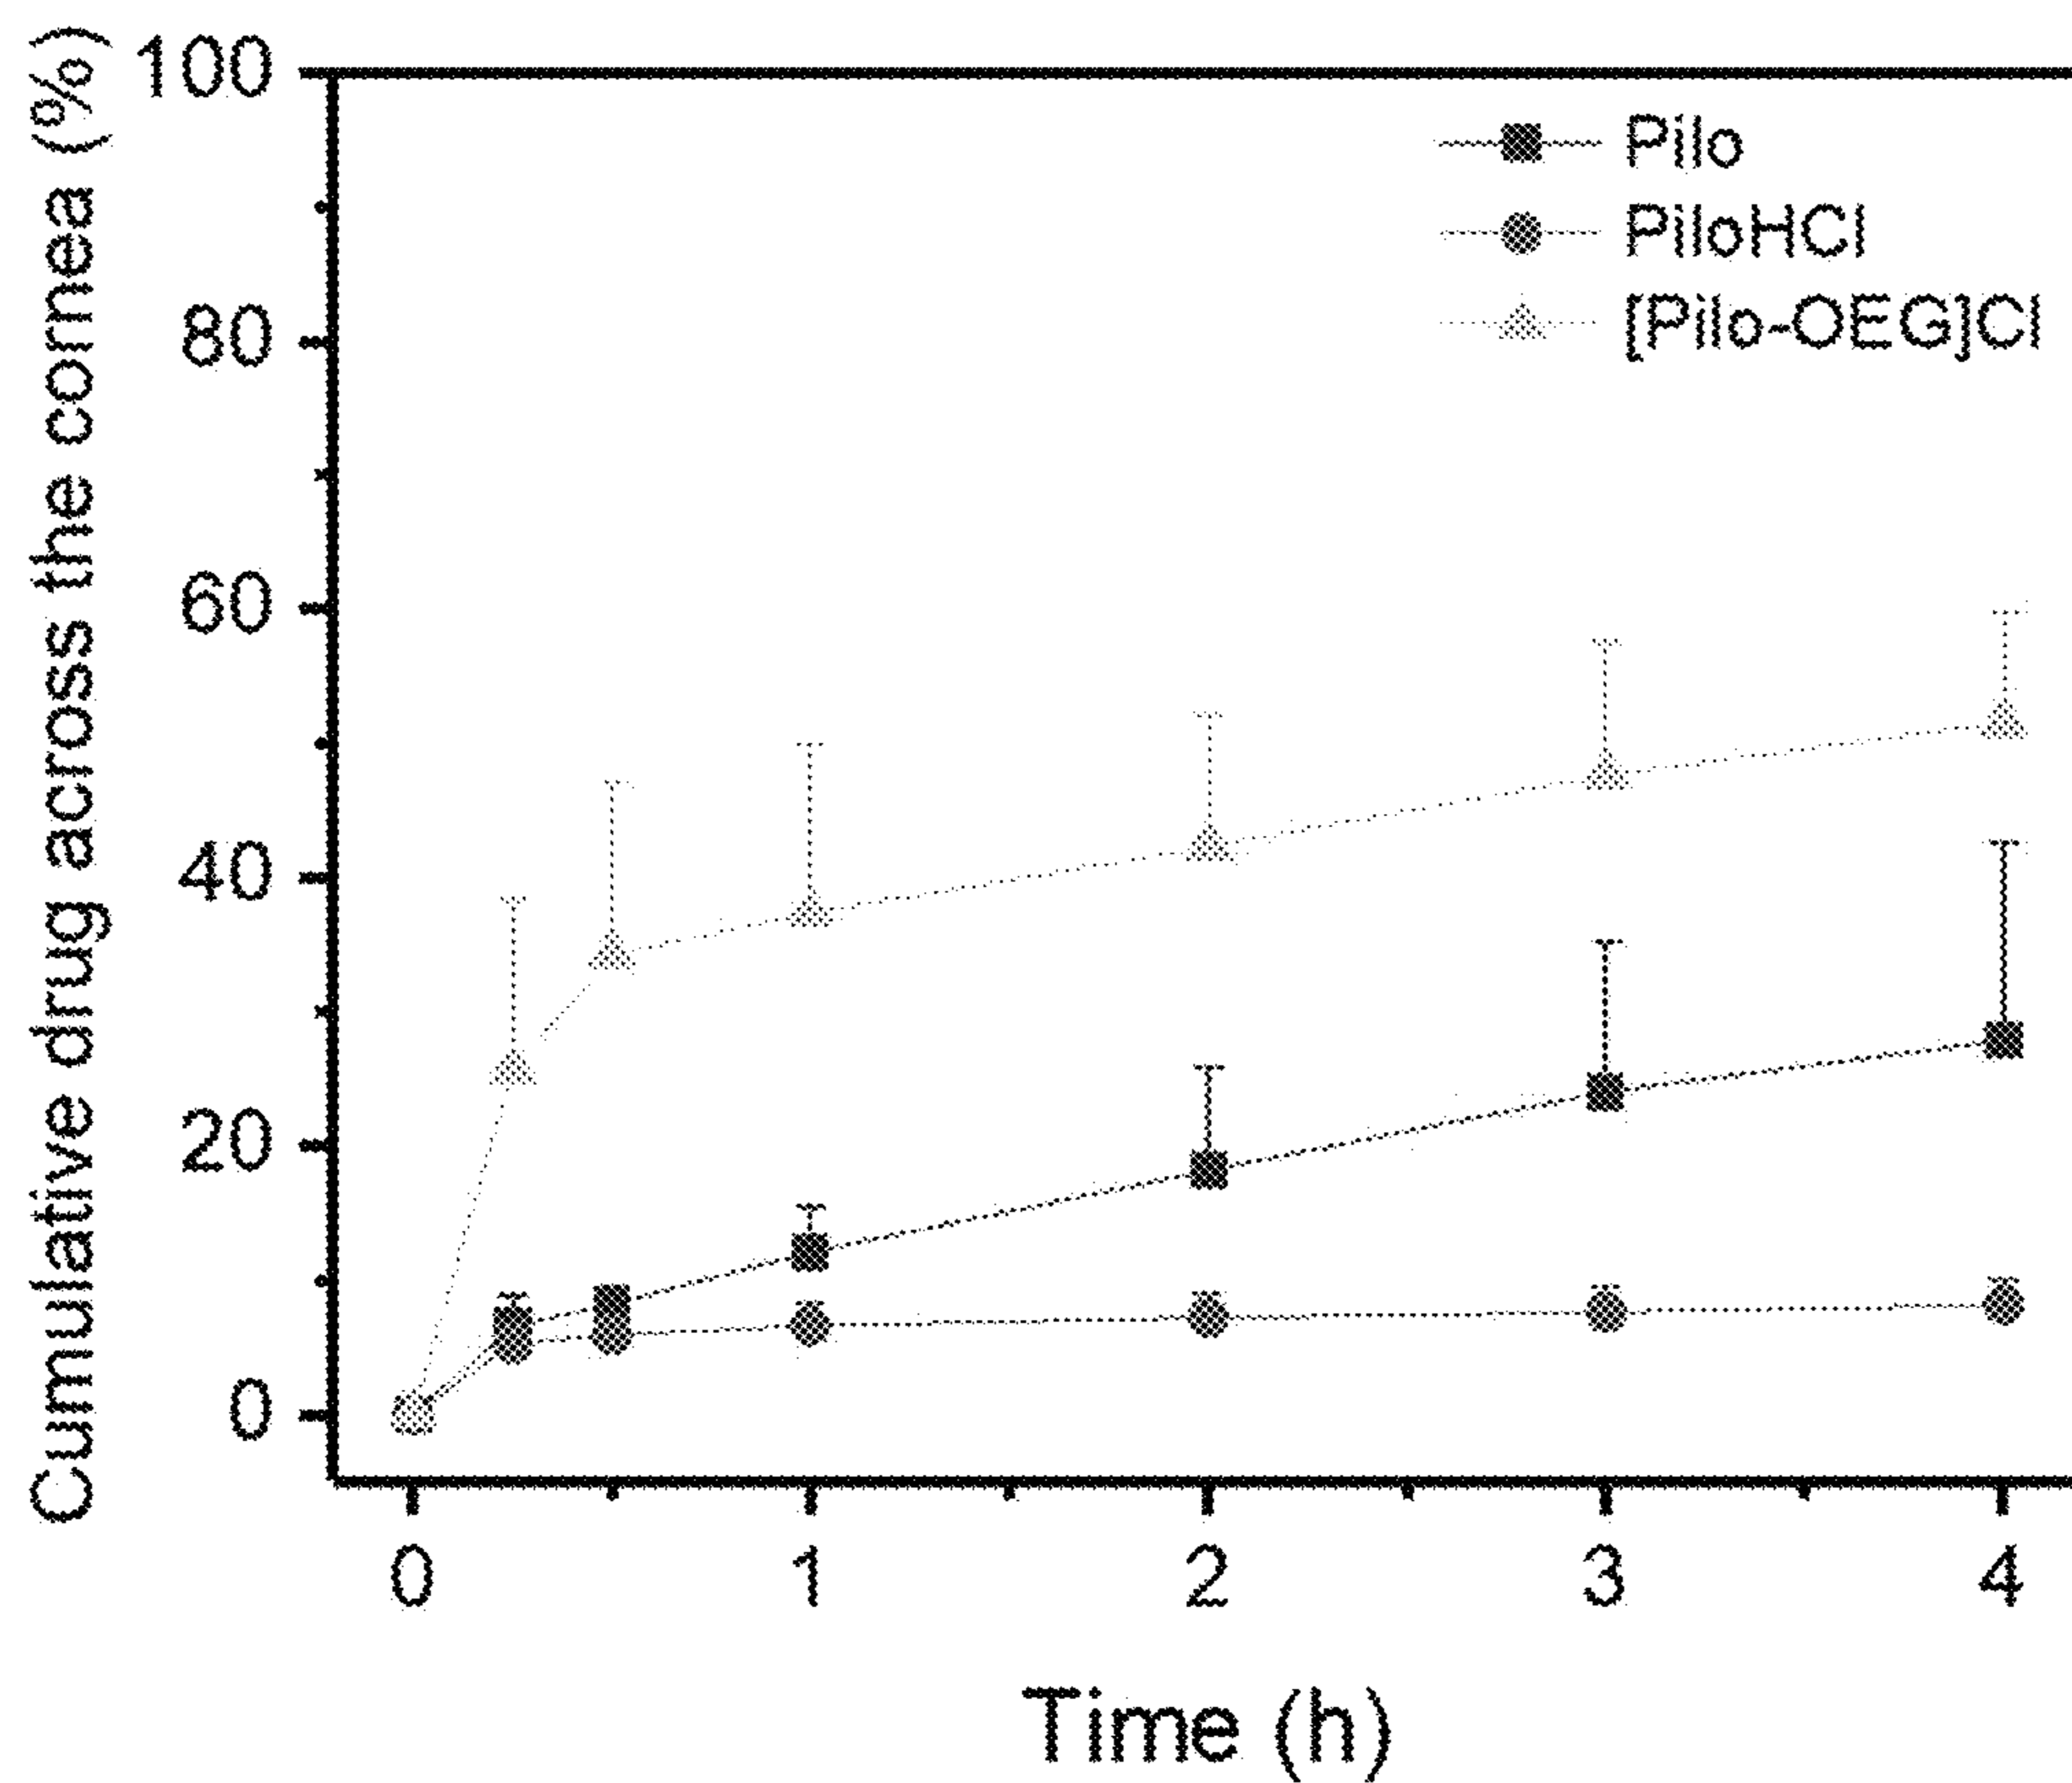 Cumulative drug across the cornea (%)
100
80
60
40
20
0
Pilo
PiloHCl
[Pilo-OEG]Cl
0 1 2 3 4
Time (h)